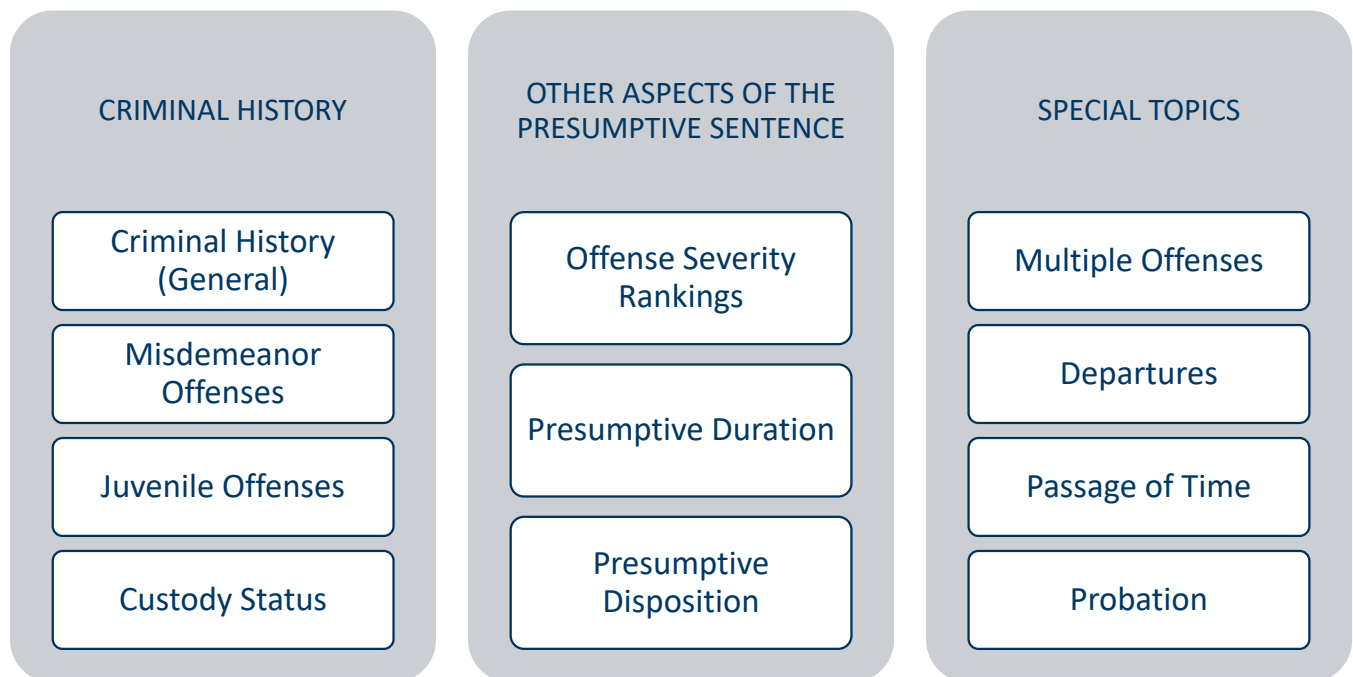 CRIMINAL HISTORY
Criminal History
(General)
Misdemeanor
Offenses
Juvenile Offenses
Custody Status
OTHER ASPECTS OF THE
PRESUMPTIVE SENTENCE
Offense Severity
Rankings
Presumptive Duration
Presumptive
Disposition
SPECIAL TOPICS
Multiple Offenses
Departures
Passage of Time
Probation